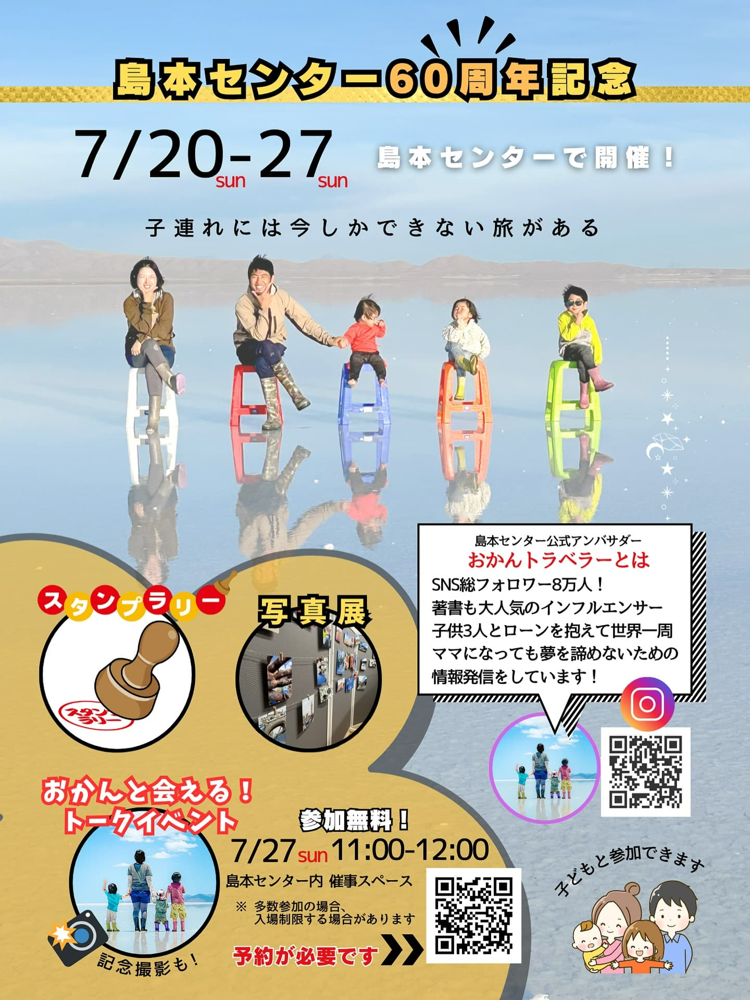 島本センター60周年記念
7/20sun-27sun
島本センターで開催！
子連れには今しかできない旅がある
島本センター公式アンバサダー
おかんトラベラーとは
SNS総フォロワー8万人！
著書も大人気のインフルエンサー
子供3人とローンを抱えて世界一周
ママになっても夢を諦めないための
情報発信をしています！
スタンプラリー
写真展
おかんと会える！
トークイベント
記念撮影も！
参加無料！
7/27sun 11:00-12:00
島本センター内 催事スペース
※ 多数参加の場合、
入場制限する場合があります
予約が必要です
子どもと参加できます